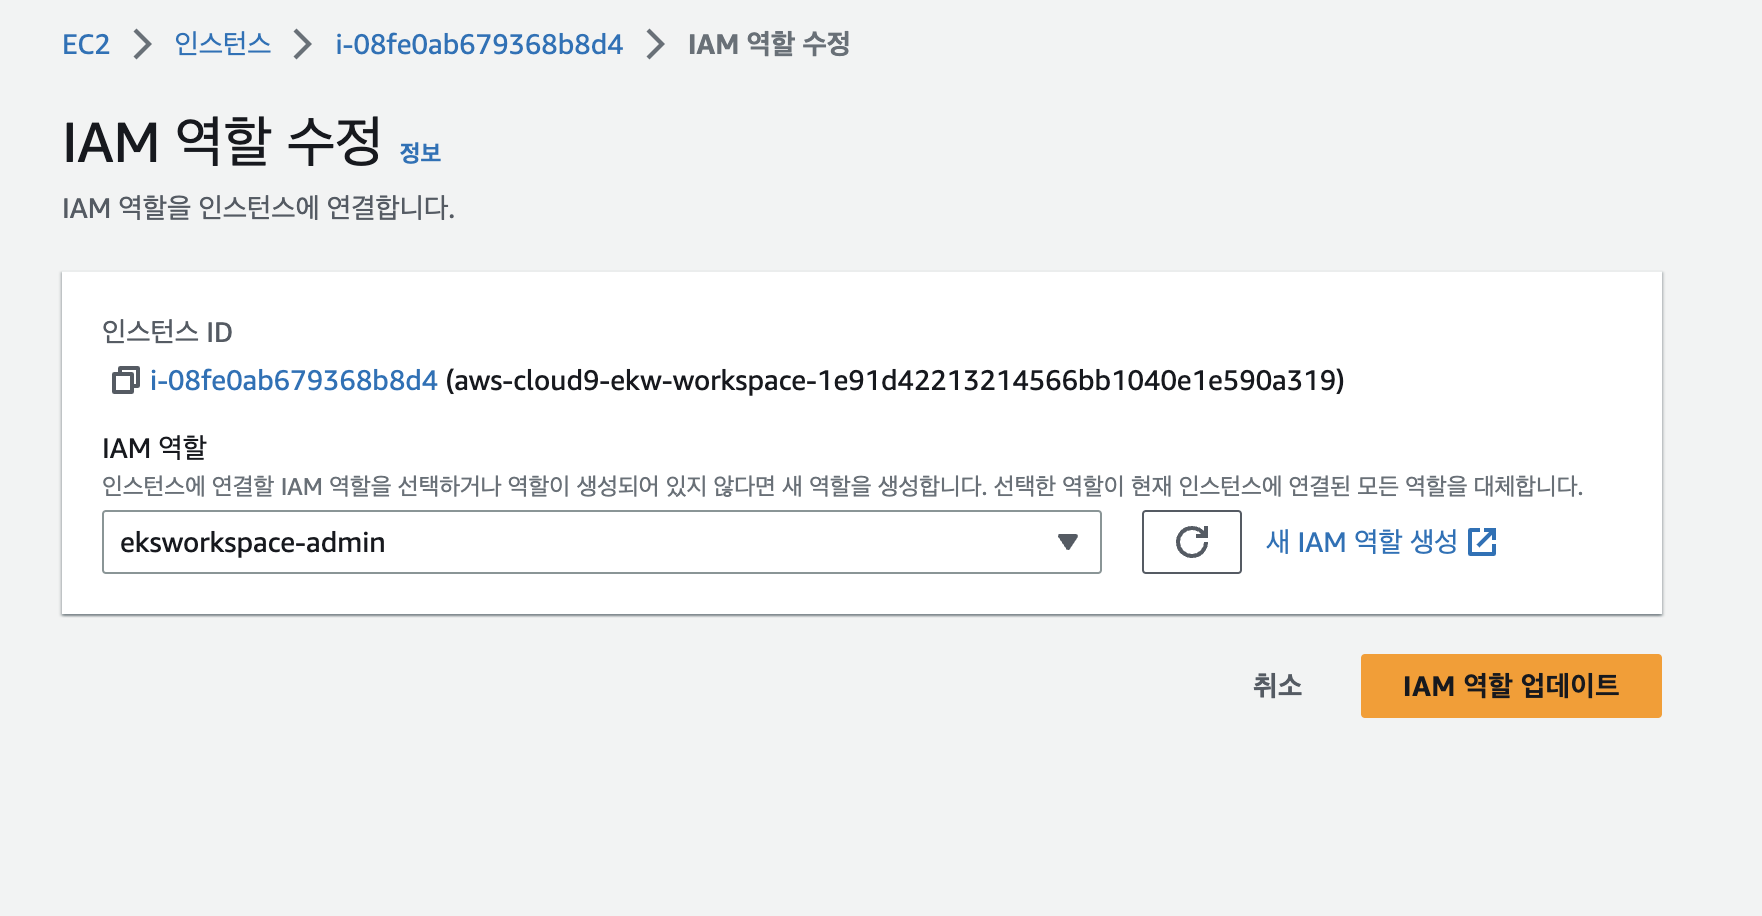 EC2 인스턴스 i-08fe0ab679368b8d4 IAM 역할 수정
IAM 역할 수정 정보
IAM 역할을 인스턴스에 연결합니다.
인스턴스 ID
i-08fe0ab679368b8d4 (aws-cloud9-ekw-workspace-1e91d42213214566bb1040e1e590a319)
IAM 역할
인스턴스에 연결할 IAM 역할을 선택하거나 역할이 생성되어 있지 않다면 새 역할을 생성합니다. 선택한 역할이 현재 인스턴스에 연결된 모든 역할을 대체합니다.
eksworkspace-admin 새 IAM 역할 생성
취소 IAM 역할 업데이트